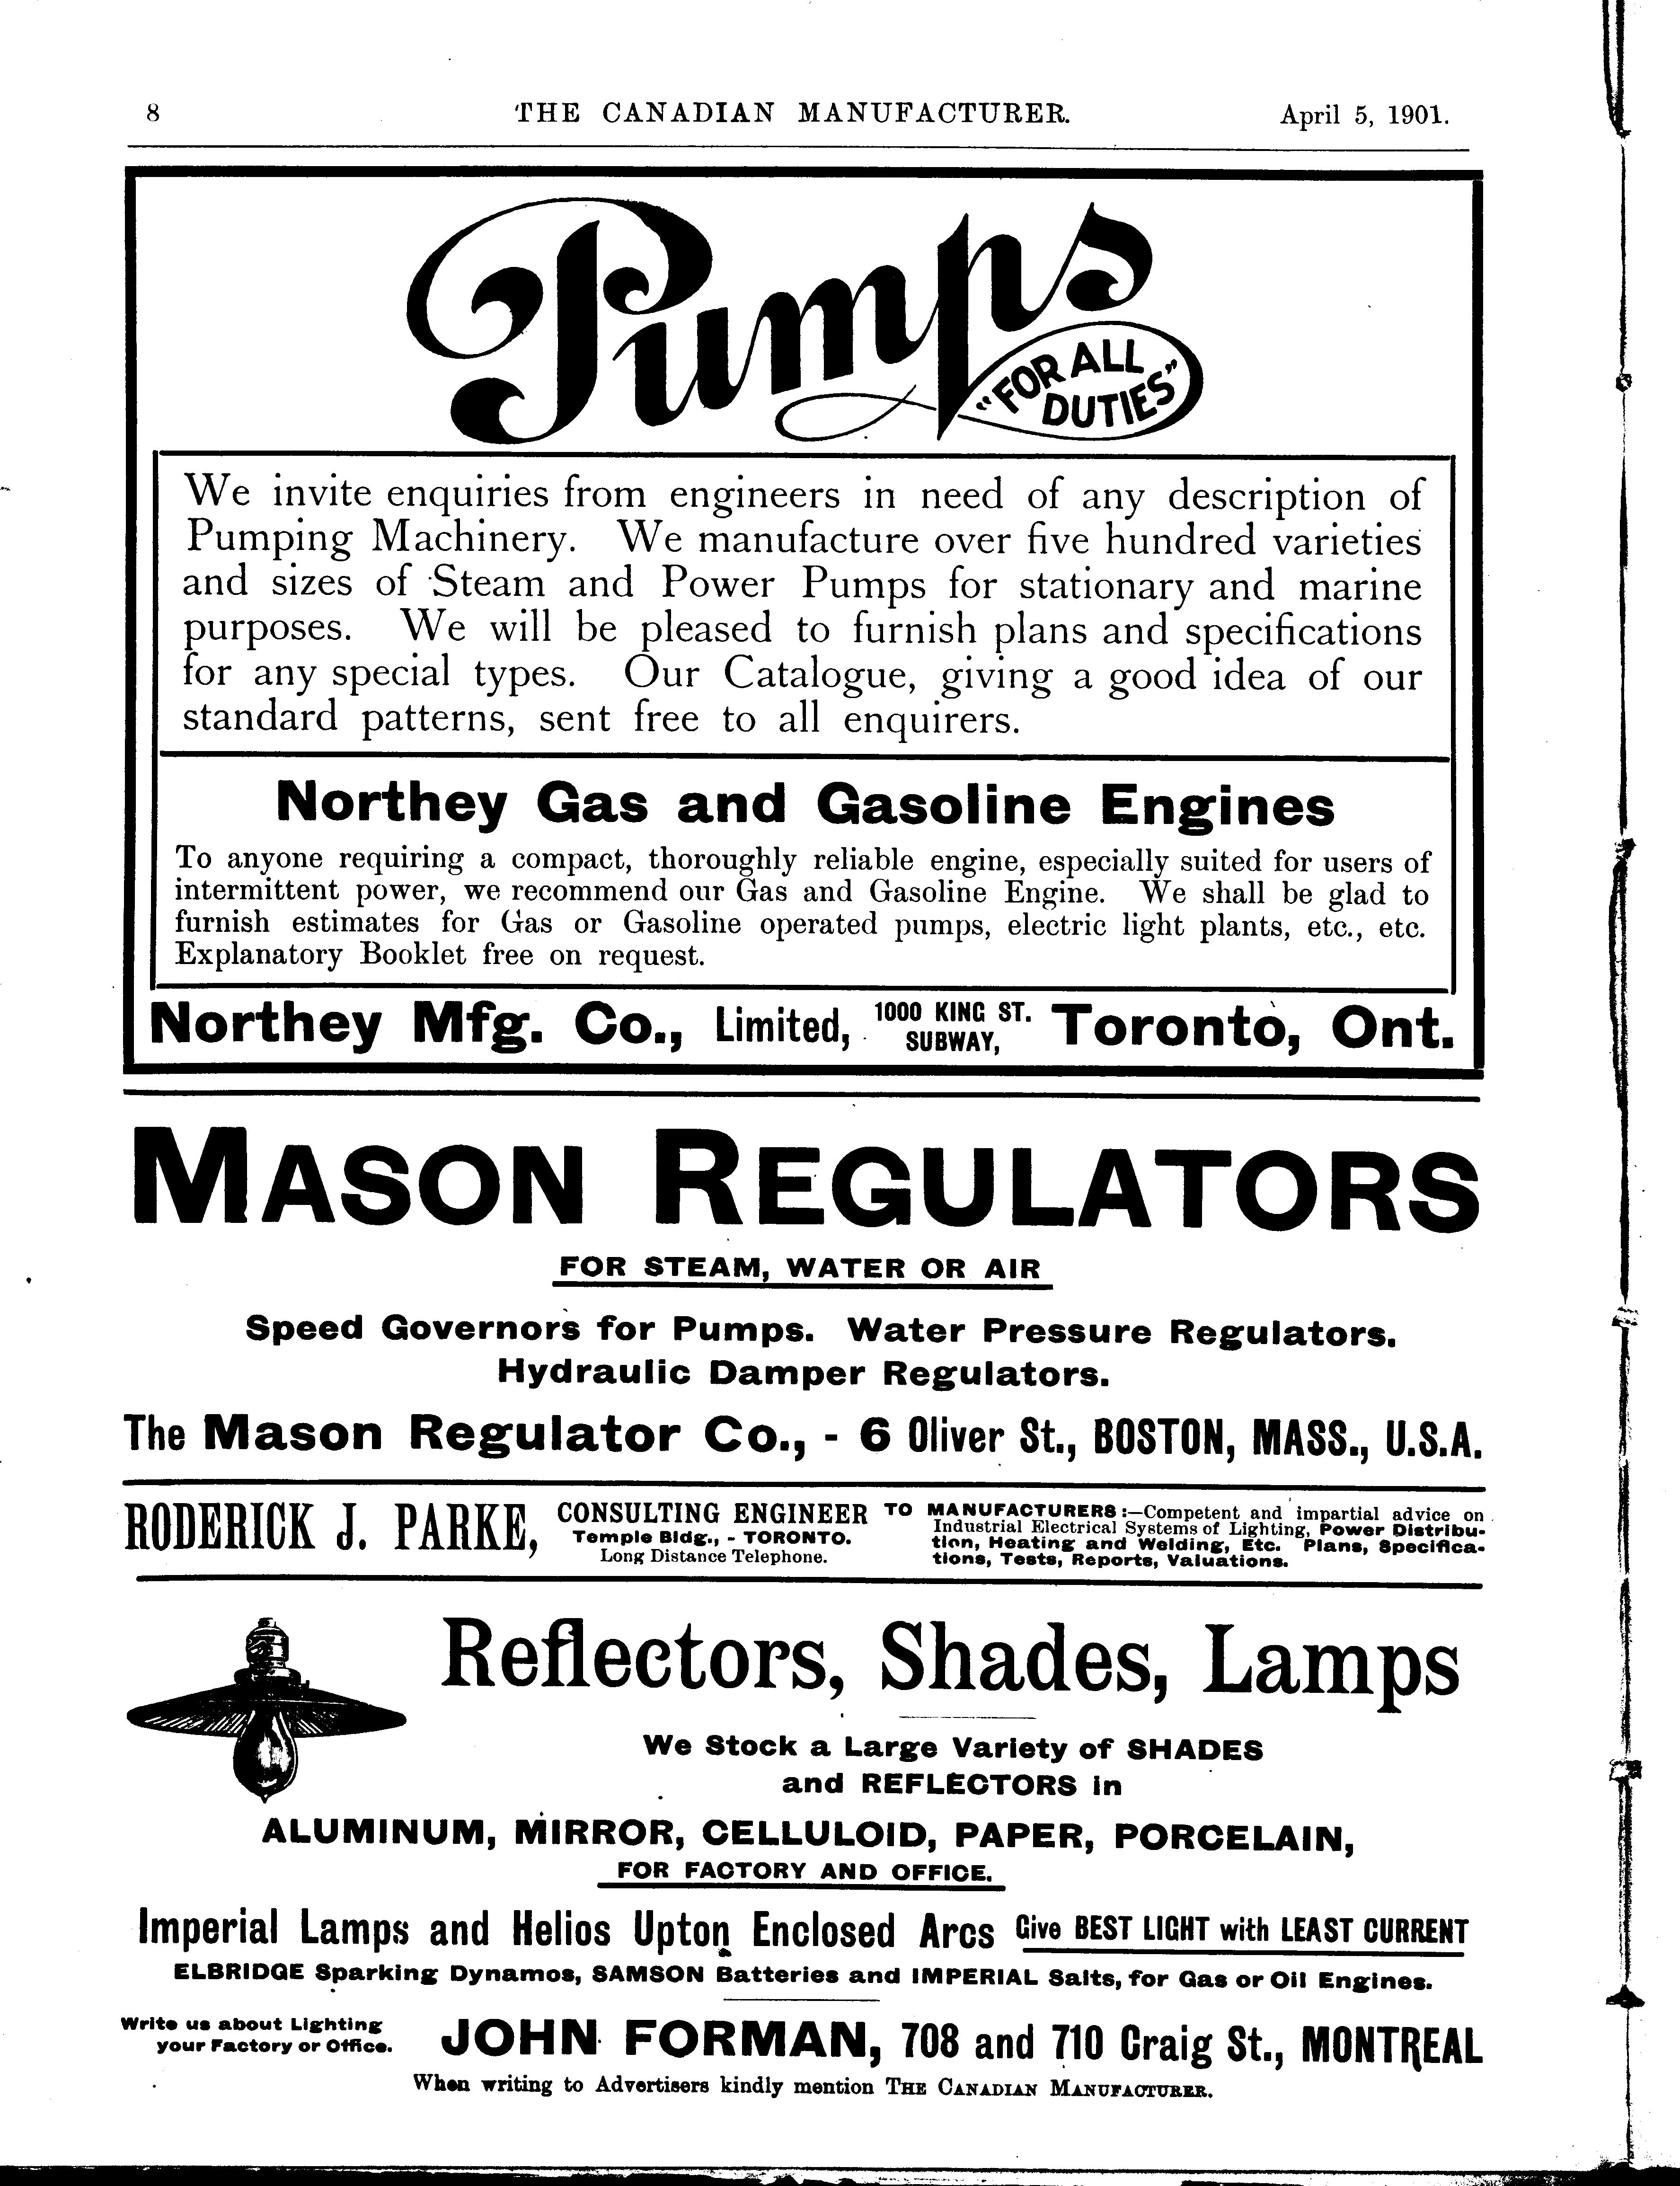 8 THE CANADIAN MANUFACTURER. April 5, 1901.
Pumps
"FOR ALL
DUTIES"
We invite enquiries from engineers in need of any description of
Pumping Machinery. We manufacture over five hundred varieties
and sizes of Steam and Power Pumps for stationary and marine
purposes. We will be pleased to furnish plans and specifications
for any special types. Our Catalogue, giving a good idea of our
standard patterns, sent free to all enquirers.
Northey Gas and Gasoline Engines
To anyone requiring a compact, thoroughly reliable engine, especially suited for users of
intermittent power, we recommend our Gas and Gasoline Engine. We shall be glad to
furnish estimates for Gas or Gasoline operated pumps, electric light plants, etc., etc.
Explanatory Booklet free on request.
Northey Mfg. Co., Limited, 1000 KING ST. SUBWAY, Toronto, Ont.
MASON REGULATORS
FOR STEAM, WATER OR AIR
Speed Governors for Pumps. Water Pressure Regulators.
Hydraulic Damper Regulators.
The Mason Regulator Co., - 6 Oliver St., BOSTON, MASS., U.S.A.
RODERICK J. PARKE,
CONSULTING ENGINEER
Temple Bldg., - TORONTO.
Long Distance Telephone.
TO MANUFACTURERS:—Competent and impartial advice on
Industrial Electrical Systems of Lighting, Power Distribu-
tion, Heating and Welding, Etc. Plans, Specifica-
tions, Tests, Reports, Valuations.
Reflectors, Shades, Lamps
We Stock a Large Variety of SHADES
and REFLECTORS in
ALUMINUM, MIRROR, CELLULOID, PAPER, PORCELAIN,
FOR FACTORY AND OFFICE.
Imperial Lamps and Helios Upton Enclosed Arcs Give BEST LIGHT with LEAST CURRENT
ELBRIDGE Sparking Dynamos, SAMSON Batteries and IMPERIAL Salts, for Gas or Oil Engines.
Write us about Lighting
your Factory or Office.
JOHN FORMAN, 708 and 710 Craig St., MONTREAL
When writing to Advertisers kindly mention THE CANADIAN MANUFACTURER.